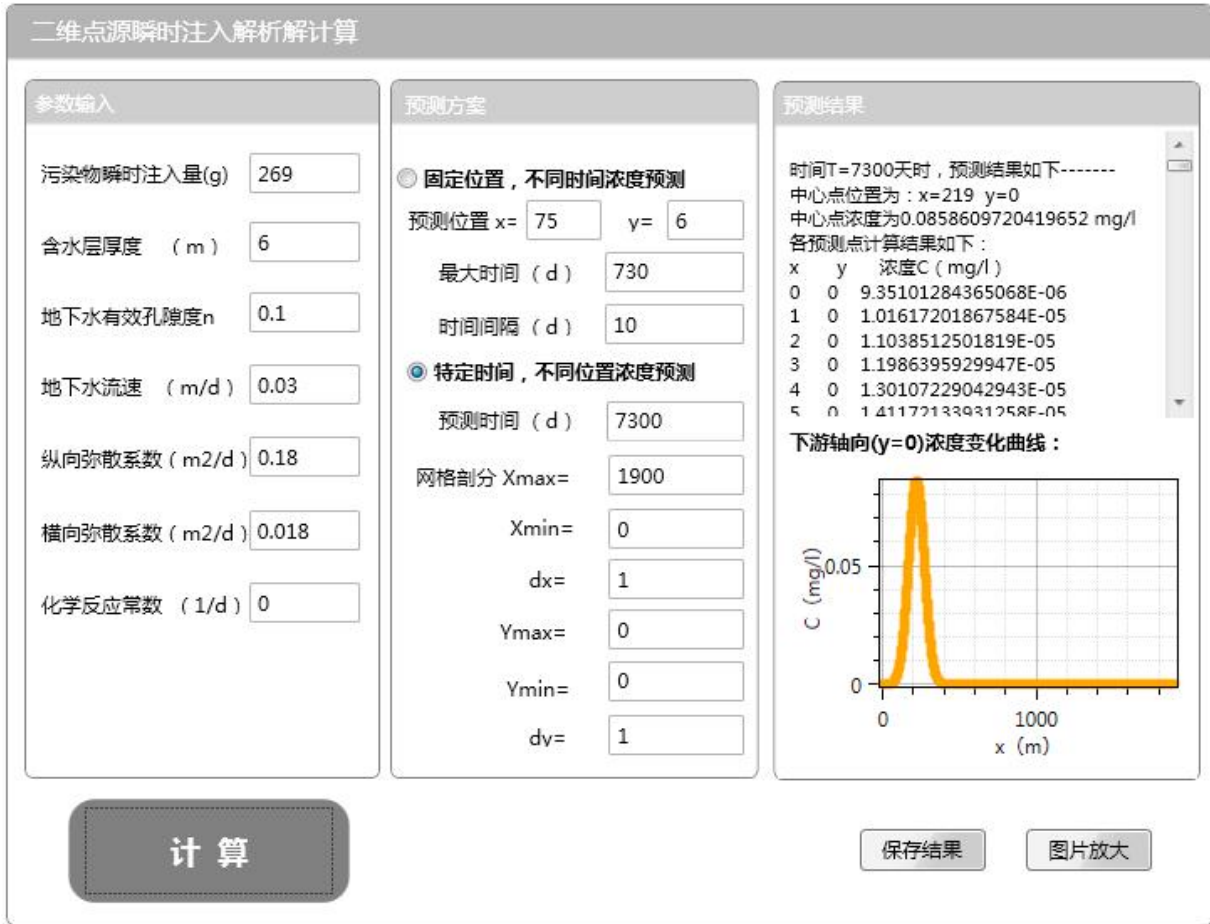 二维点源瞬时注入解析解计算
参数输入
污染物瞬时注入量(g) 269
含水层厚度 (m) 6
地下水有效孔隙度n 0.1
地下水流速 (m/d) 0.03
纵向弥散系数(m2/d) 0.18
横向弥散系数(m2/d) 0.018
化学反应常数 (1/d) 0
预测方案
固定位置,不同时间浓度预测
预测位置 x= 75 y= 6
最大时间(d) 730
时间间隔(d) 10
特定时间,不同位置浓度预测
预测时间(d) 7300
网格剖分 Xmax= 1900
Xmin= 0
dx= 1
Ymax= 0
Ymin= 0
dy= 1
预测结果
时间T=7300天时,预测结果如下-------
中心点位置为:x=219 y=0
中心点浓度为0.0858609720419652 mg/l
各预测点计算结果如下:
x y 浓度C(mg/l)
0 0 9.35101284365068E-06
1 0 1.01617201867584E-05
2 0 1.1038512501819E-05
3 0 1.1986395929947E-05
4 0 1.30107229042943E-05
5 0 1.41172133931258E-05
下游轴向(y=0)浓度变化曲线:
C (mg/l)
0.05
0
0 1000
x (m)
计算
保存结果
图片放大